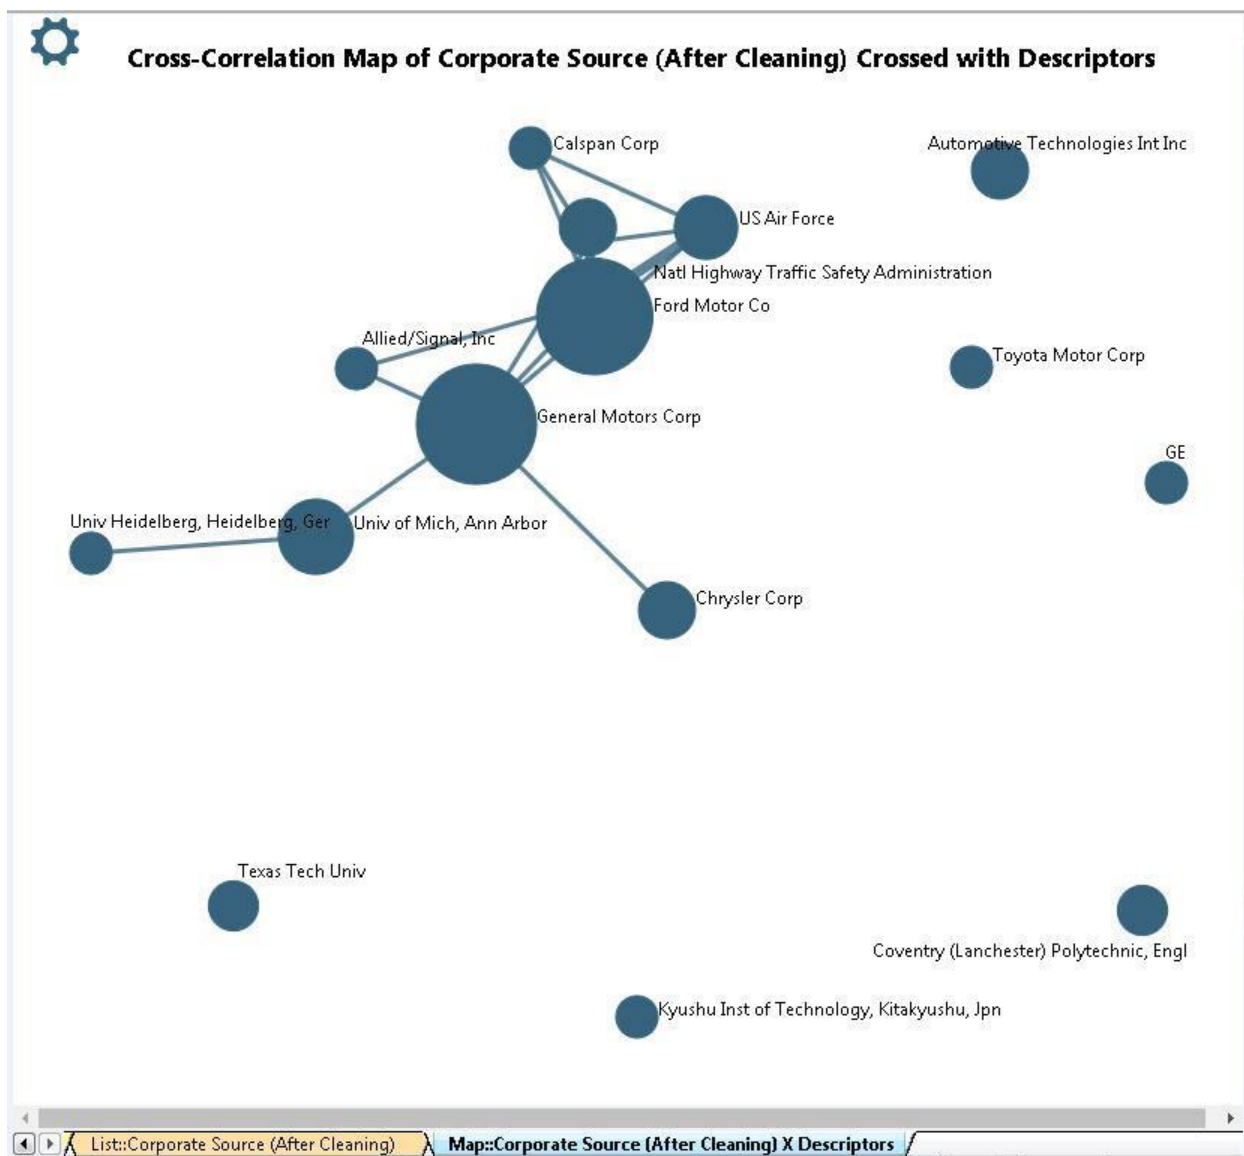 Cross-Correlation Map of Corporate Source (After Cleaning) Crossed with Descriptors
Calspan Corp
Automotive Technologies Int Inc
US Air Force
Natl Highway Traffic Safety Administration
Ford Motor Co
Allied/Signal, Inc
Toyota Motor Corp
General Motors Corp
GE
Univ Heidelberg, Heidelberg, Ger
Univ of Mich, Ann Arbor
Chrysler Corp
Texas Tech Univ
Coventry (Lanchester) Polytechnic, Engl
Kyushu Inst of Technology, Kitakyushu, Jpn
List::Corporate Source (After Cleaning)
Map::Corporate Source (After Cleaning) X Descriptors